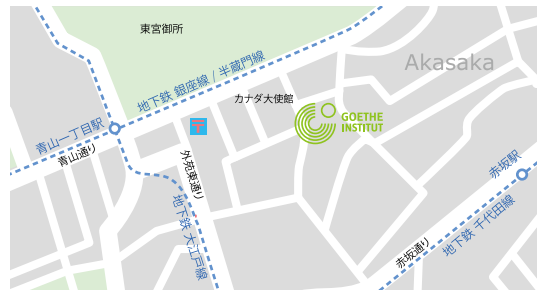 東宮御所
Akasaka
地下鉄 銀座線 / 半蔵門線
カナダ大使館
〒
GOETHE
INSTITUT
青山一丁目駅
青山通り
外苑東通り
赤坂駅
地下鉄 大江戸線
地下鉄 千代田線
赤坂通り